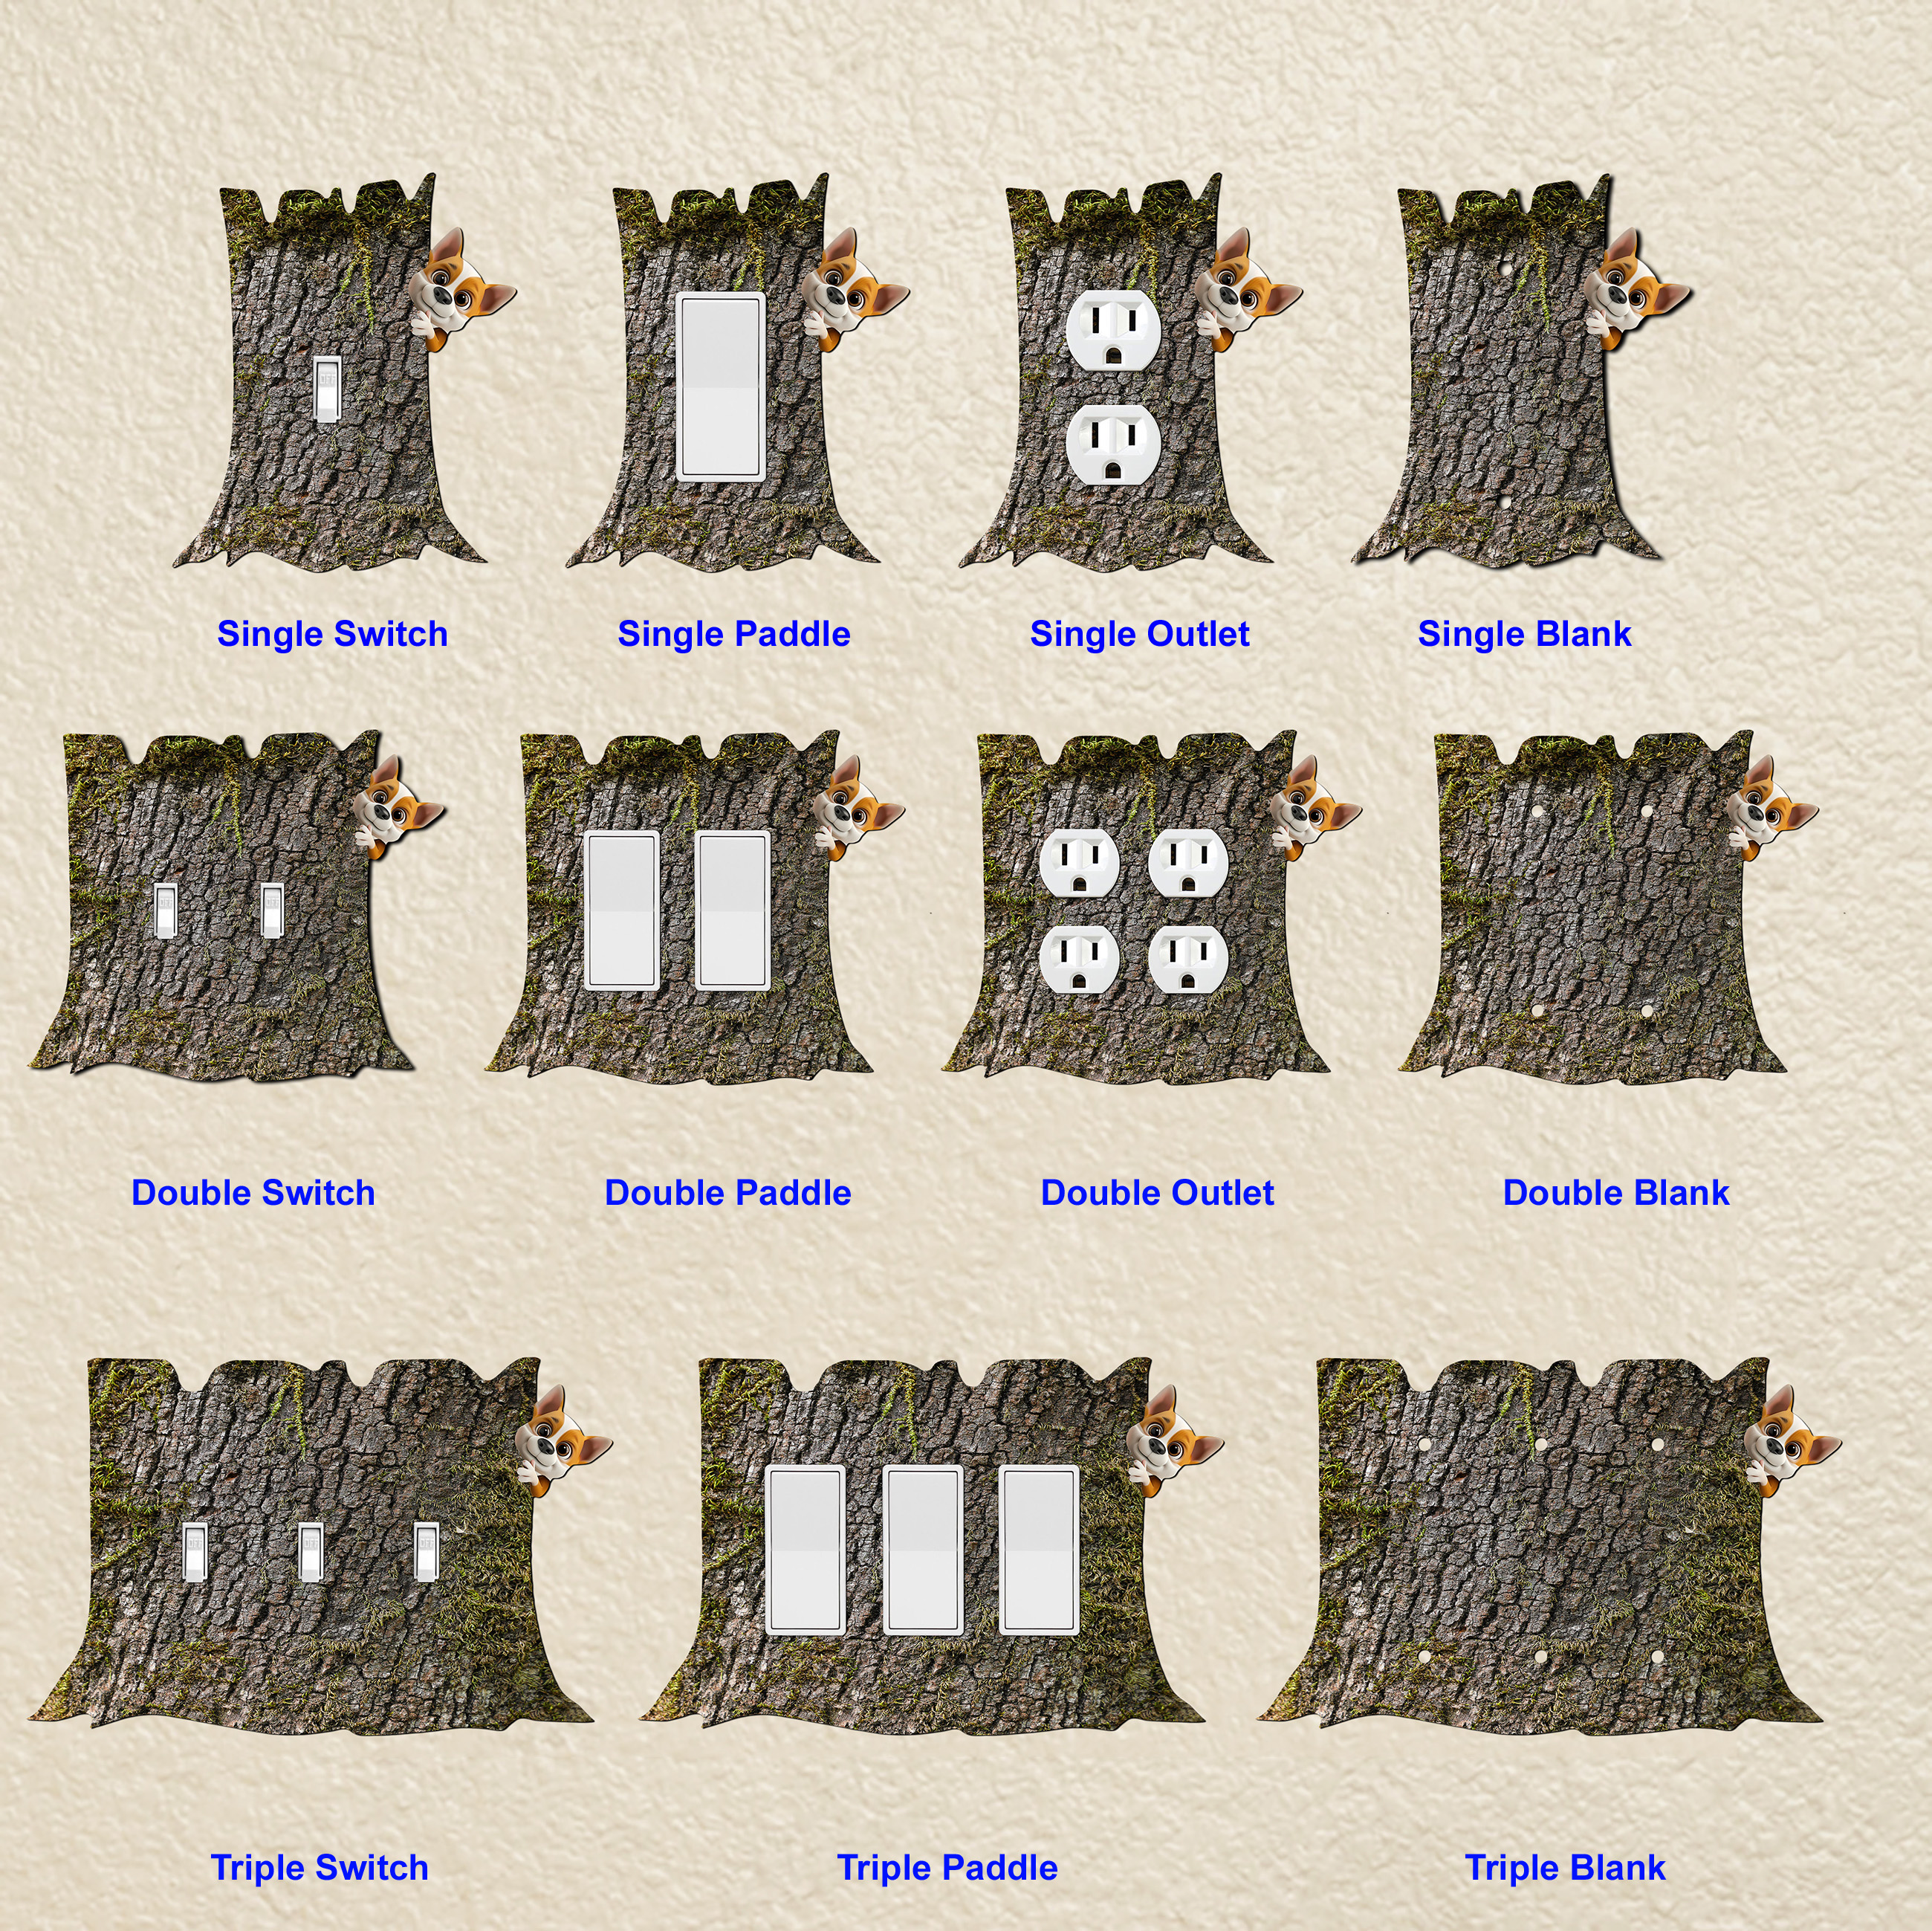 Single Switch
Single Paddle
Single Outlet
Single Blank
Double Switch
Double Paddle
Double Outlet
Double Blank
Triple Switch
Triple Paddle
Triple Blank